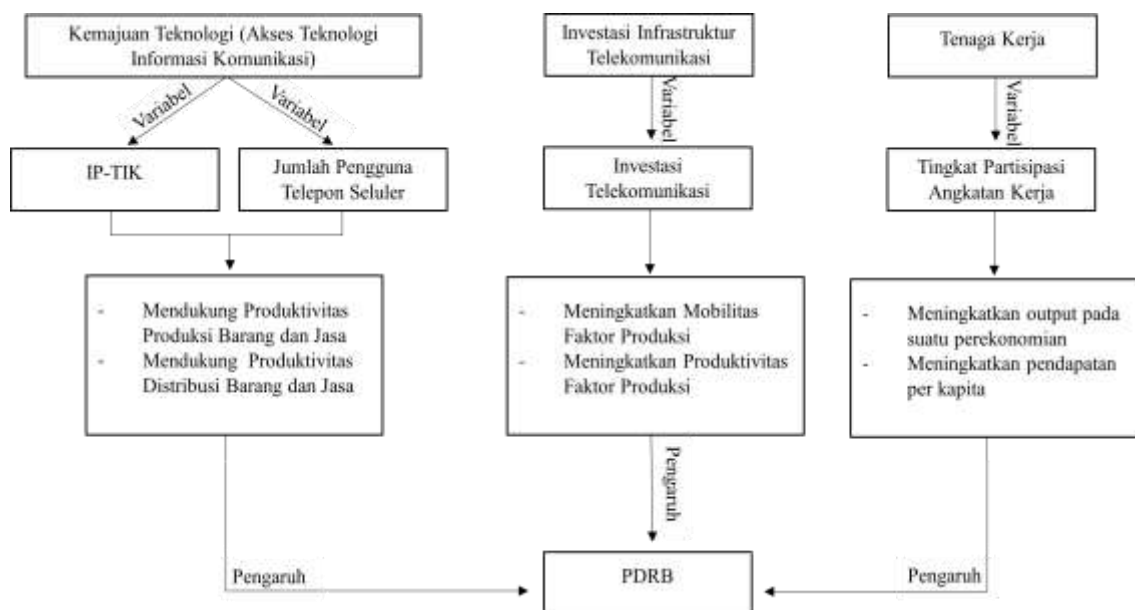 Kemajuan Teknologi (Akses Teknologi
Informasi Komunikasi)
Investasi Infrastruktur
Telekomunikasi
Tenaga Kerja
Variabel
Variabel
Variabel
Variabel
IP-TIK
Jumlah Pengguna
Telepon Seluler
Investasi
Telekomunikasi
Tingkat Partisipasi
Angkatan Kerja
- Mendukung Produktivitas
Produksi Barang dan Jasa
- Mendukung Produktivitas
Distribusi Barang dan Jasa
- Meningkatkan Mobilitas
Faktor Produksi
- Meningkatkan Produktivitas
Faktor Produksi
- Meningkatkan output pada
suatu perekonomian
- Meningkatkan pendapatan
per kapita
Pengaruh
Pengaruh
PDRB
Pengaruh